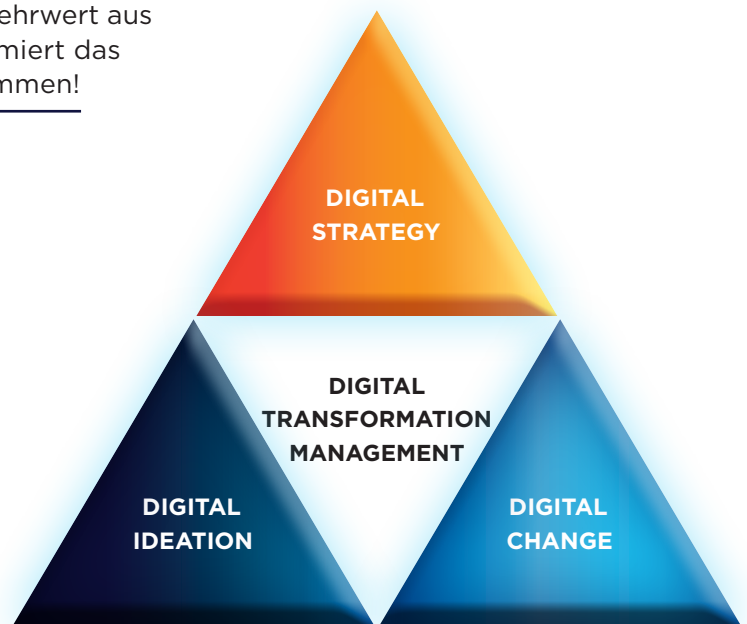 ehrwert aus
miert das
mmen!
DIGITAL
STRATEGY
DIGITAL
TRANSFORMATION
MANAGEMENT
DIGITAL
IDEATION
DIGITAL
CHANGE